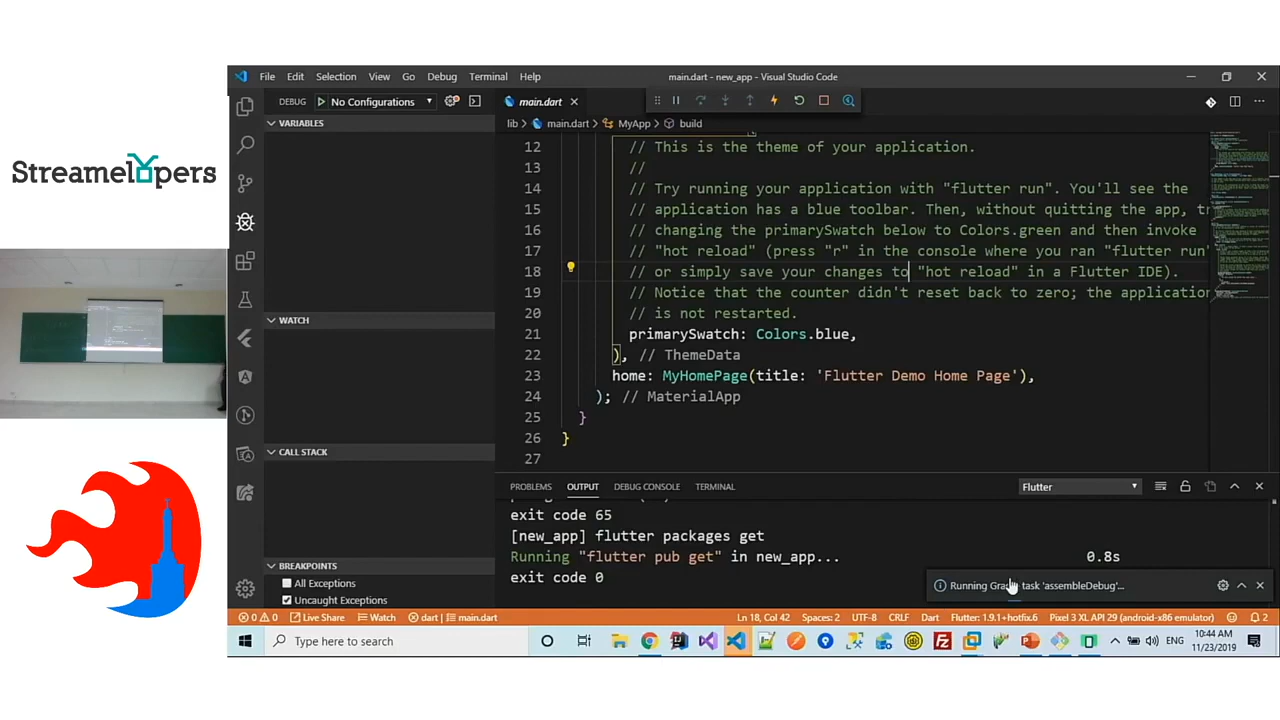 Streamelopers
File Edit Selection View Go Debug Terminal Help
main.dart - new_app - Visual Studio Code
DEBUG No Configurations
main.dart
lib > main.dart > MyApp > build
VARIABLES
WATCH
CALL STACK
BREAKPOINTS
All Exceptions
Uncaught Exceptions
12 // This is the theme of your application.
13 //
14 // Try running your application with "flutter run". You'll see the
15 // application has a blue toolbar. Then, without quitting the app, tr
16 // changing the primarySwatch below to Colors.green and then invoke
17 // "hot reload" (press "r" in the console where you ran "flutter run"
18 // or simply save your changes to "hot reload" in a Flutter IDE).
19 // Notice that the counter didn't reset back to zero; the application
20 // is not restarted.
21 primarySwatch: Colors.blue,
22 ), // ThemeData
23 home: MyHomePage(title: 'Flutter Demo Home Page'),
24 ); // MaterialApp
25 }
26 }
27
PROBLEMS OUTPUT DEBUG CONSOLE TERMINAL Flutter
exit code 65
[new_app] flutter packages get
Running "flutter pub get" in new_app... 0.8s
exit code 0
Running task 'assembleDebug'...
0 0 Live Share Watch dart | main.dart Ln 18, Col 42 Spaces: 2 UTF-8 CRLF Dart Flutter: 1.9.1+hotfix.6 Pixel 3 XL API 29 (android-x86 emulator) 2
Type here to search ENG 10:44 AM
11/23/2019